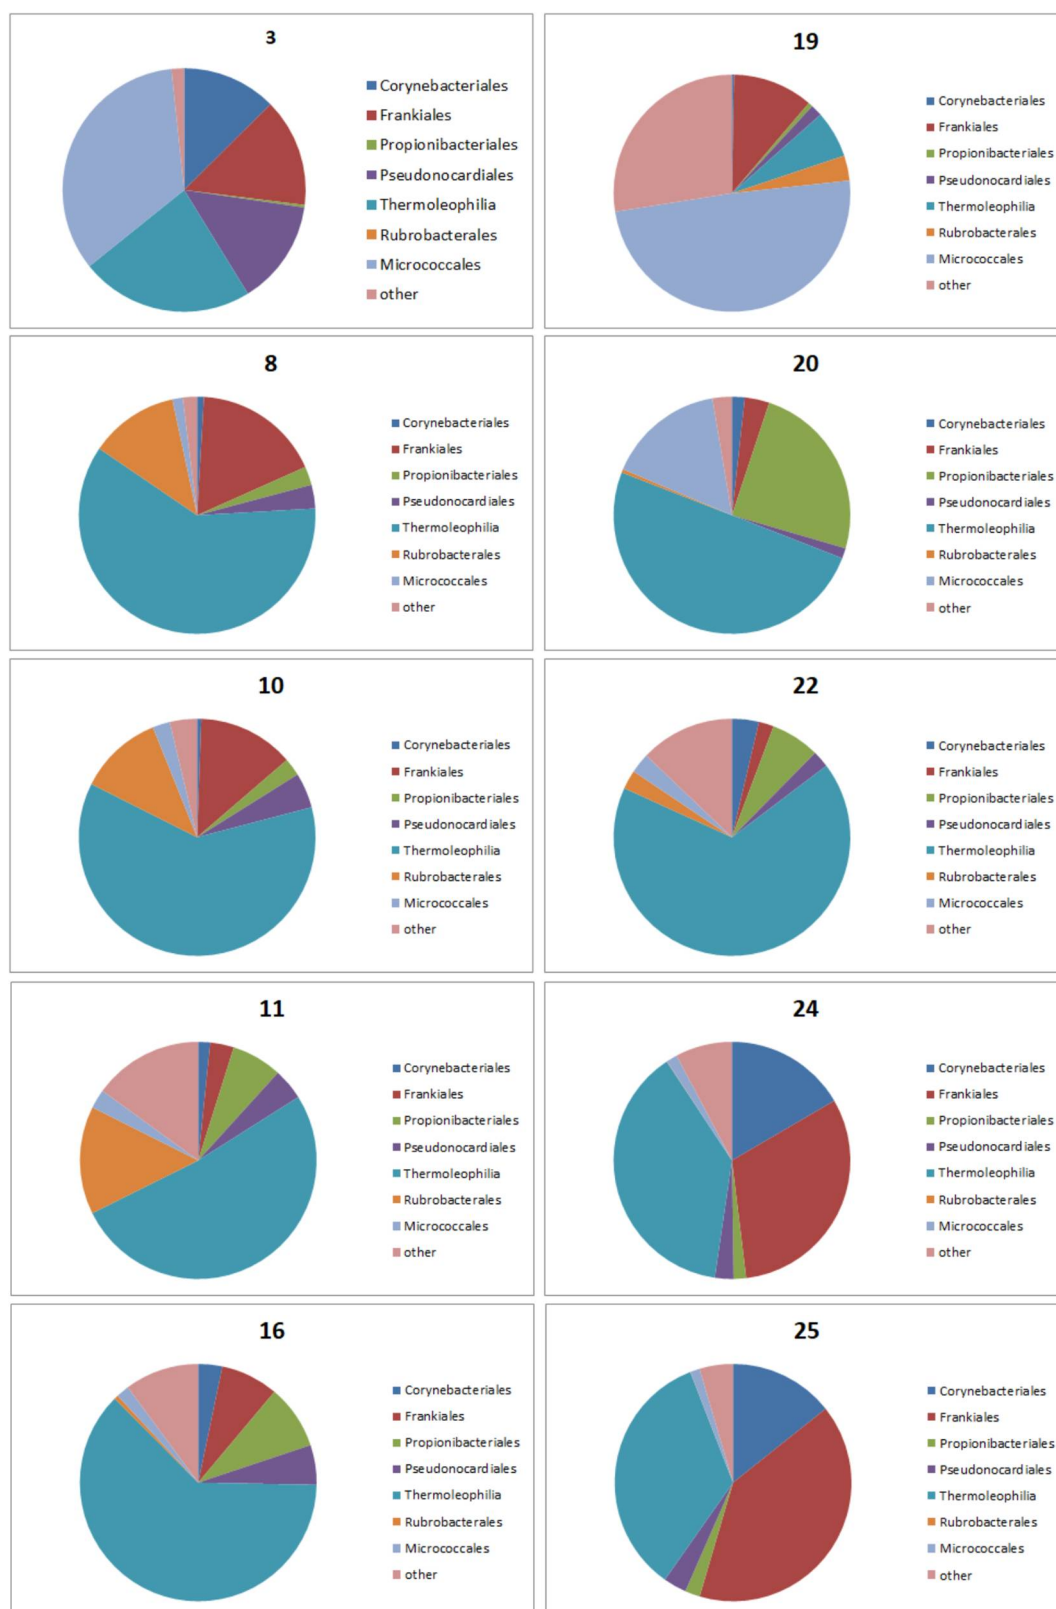 3
Corynebacteriales
Frankiales
Propionibacteriales
Pseudonocardiales
Thermoleophilia
Rubrobacterales
Micrococcales
other
19
Corynebacteriales
Frankiales
Propionibacteriales
Pseudonocardiales
Thermoleophilia
Rubrobacterales
Micrococcales
other
8
Corynebacteriales
Frankiales
Propionibacteriales
Pseudonocardiales
Thermoleophilia
Rubrobacterales
Micrococcales
other
20
Corynebacteriales
Frankiales
Propionibacteriales
Pseudonocardiales
Thermoleophilia
Rubrobacterales
Micrococcales
other
10
Corynebacteriales
Frankiales
Propionibacteriales
Pseudonocardiales
Thermoleophilia
Rubrobacterales
Micrococcales
other
22
Corynebacteriales
Frankiales
Propionibacteriales
Pseudonocardiales
Thermoleophilia
Rubrobacterales
Micrococcales
other
11
Corynebacteriales
Frankiales
Propionibacteriales
Pseudonocardiales
Thermoleophilia
Rubrobacterales
Micrococcales
other
24
Corynebacteriales
Frankiales
Propionibacteriales
Pseudonocardiales
Thermoleophilia
Rubrobacterales
Micrococcales
other
16
Corynebacteriales
Frankiales
Propionibacteriales
Pseudonocardiales
Thermoleophilia
Rubrobacterales
Micrococcales
other
25
Corynebacteriales
Frankiales
Propionibacteriales
Pseudonocardiales
Thermoleophilia
Rubrobacterales
Micrococcales
other